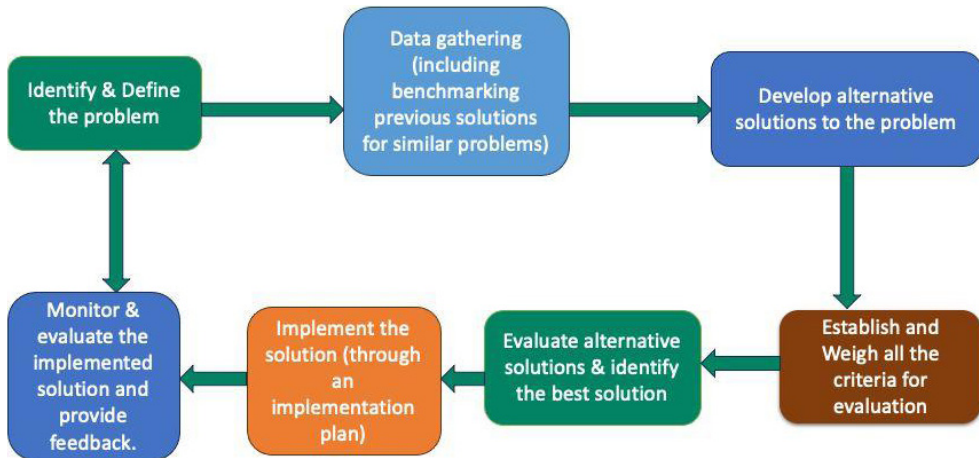 Identify & Define
the problem
Data gathering
(including
benchmarking
previous solutions
for similar problems)
Develop alternative
solutions to the problem
Establish and
Weigh all the
criteria for
evaluation
Evaluate alternative
solutions & identify
the best solution
Implement the
solution (through
an
implementation
plan)
Monitor &
evaluate the
implemented
solution and
provide
feedback.